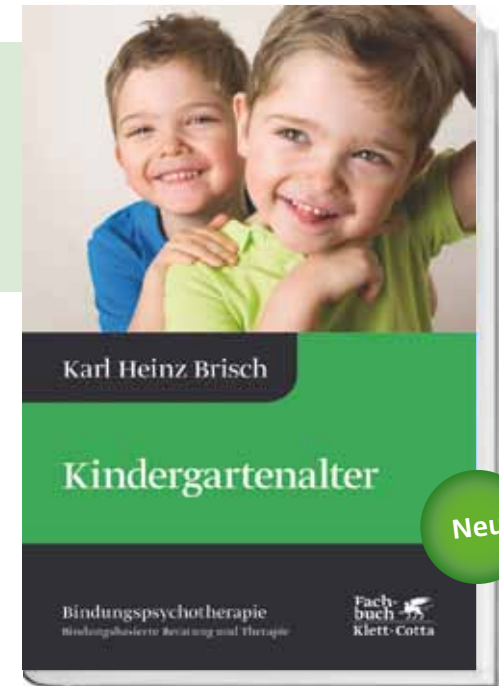 Karl Heinz Brisch
Kindergartenalter
Neu
Bindungspsychotherapie
Bindungsbasierte Beratung und Therapie
Fach-
buch
Klett-Cotta